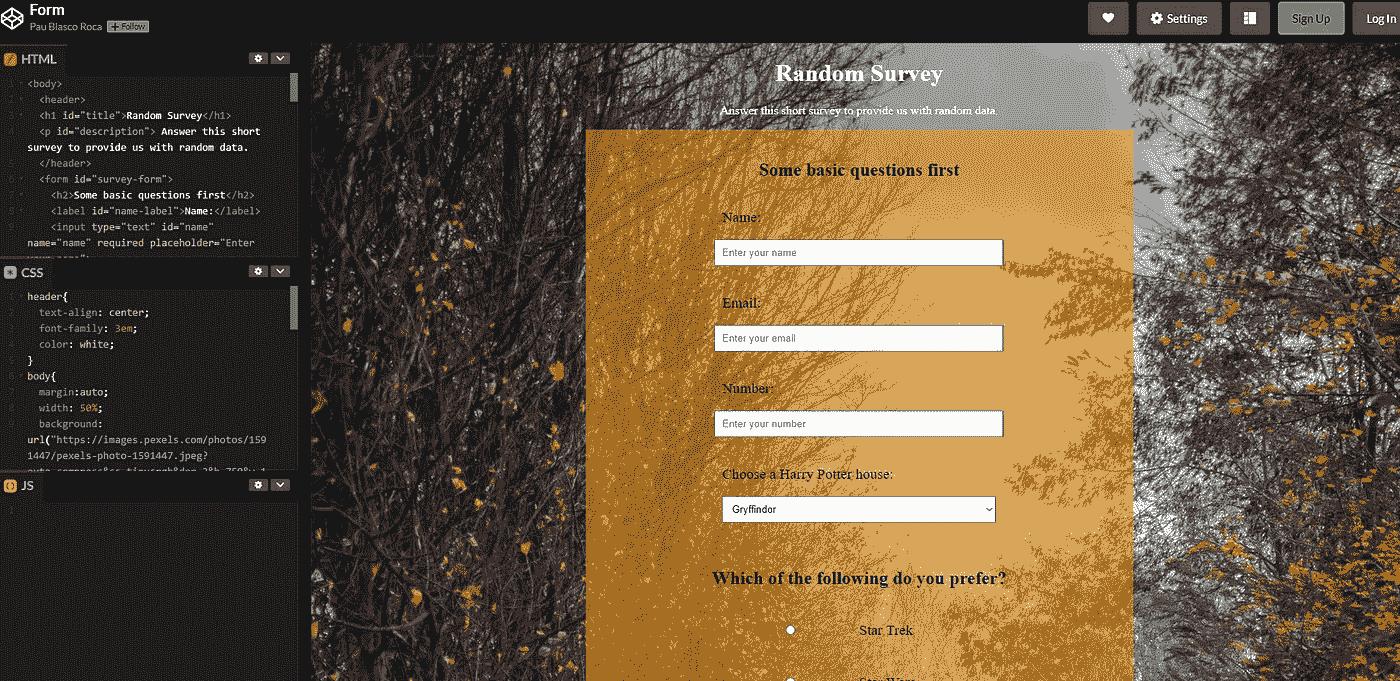 Form
Pau Blasco Roca + Follow
Settings
Sign Up
Log In
HTML
<body>
<header>
<h1 id="title">Random Survey</h1>
<p id="description"> Answer this short
survey to provide us with random data.
</header>
<form id="survey-form">
<h2>Some basic questions first</h2>
<label id="name-label">Name:</label>
<input type="text" id="name"
name="name" required placeholder="Enter
CSS
header{
text-align: center;
font-family: 3em;
color: white;
}
body{
margin:auto;
width: 50%;
background:
url("https://images.pexels.com/photos/159
1447/pexels-photo-1591447.jpeg?
JS
Random Survey
Answer this short survey to provide us with random data.
Some basic questions first
Name:
Enter your name
Email:
Enter your email
Number:
Enter your number
Choose a Harry Potter house:
Gryffindor
Which of the following do you prefer?
Star Trek